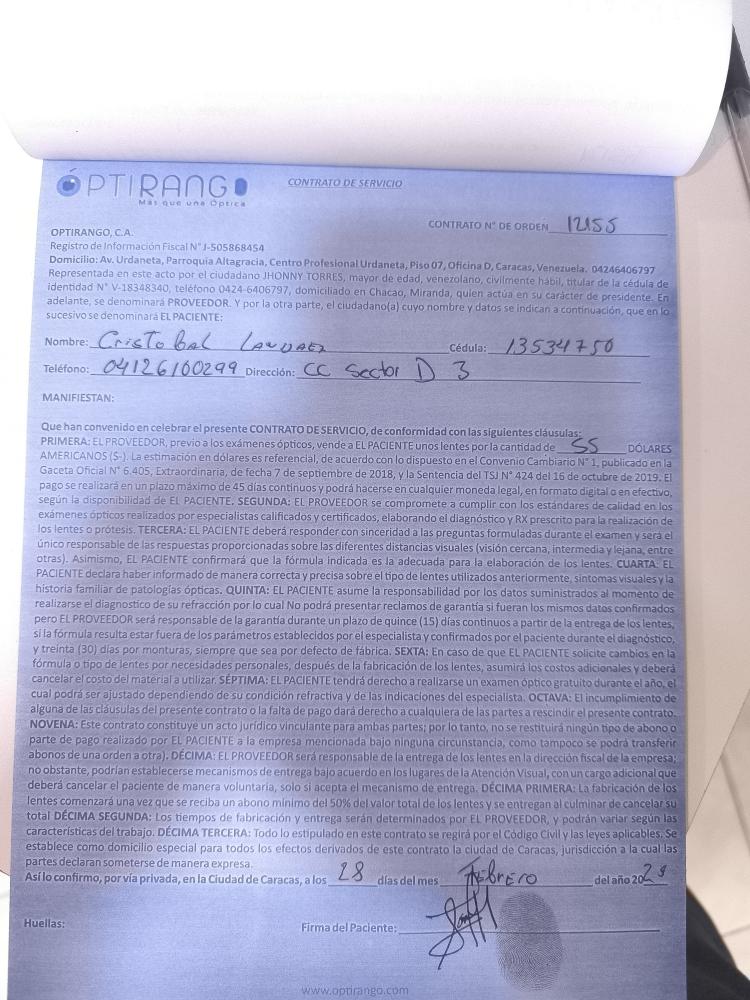 ÓPTIRANGO
Más que una Óptica
CONTRATO DE SERVICIO
CONTRATO N° DE ORDEN 12155
OPTIRANGO, C.A.
Registro de Información Fiscal N° J-505868454
Domicilio: Av. Urdaneta, Parroquia Altagracia, Centro Profesional Urdaneta, Piso 07, Oficina D, Caracas, Venezuela. 04246406797
Representada en este acto por el ciudadano JHONNY TORRES, mayor de edad, venezolano, civilmente hábil, titular de la cédula de
identidad N° V-18348340, teléfono 0424-6406797, domiciliado en Chacao, Miranda, quien actúa en su carácter de presidente. En
adelante, se denominará PROVEEDOR. Y por la otra parte, el ciudadano(a) cuyo nombre y datos se indican a continuación, que en lo
sucesivo se denominará EL PACIENTE:
Nombre: Cristobal Cédula: 13534750
Teléfono: 04126100299 Dirección: CC Sector D 3
MANIFIESTAN:
Que han convenido en celebrar el presente CONTRATO DE SERVICIO, de conformidad con las siguientes cláusulas:
PRIMERA: EL PROVEEDOR, previo a los exámenes ópticos, vende a EL PACIENTE unos lentes por la cantidad de 55 DÓLARES
AMERICANOS ($-). La estimación en dólares es referencial, de acuerdo con lo dispuesto en el Convenio Cambiario N° 1, publicado en la
Gaceta Oficial N° 6.405, Extraordinaria, de fecha 7 de septiembre de 2018, y la Sentencia del TSJ N° 424 del 16 de octubre de 2019. El
pago se realizará en un plazo máximo de 45 días continuos y podrá hacerse en cualquier moneda legal, en formato digital o en efectivo,
según la disponibilidad de EL PACIENTE. SEGUNDA: EL PROVEEDOR se compromete a cumplir con los estándares de calidad en los
exámenes ópticos realizados por especialistas calificados y certificados, elaborando el diagnóstico y RX prescrito para la realización de
los lentes o prótesis. TERCERA: EL PACIENTE deberá responder con sinceridad a las preguntas formuladas durante el examen y será el
único responsable de las respuestas proporcionadas sobre las diferentes distancias visuales (visión cercana, intermedia y lejana, entre
otras). Asimismo, EL PACIENTE confirmará que la fórmula indicada es la adecuada para la elaboración de los lentes. CUARTA: EL
PACIENTE declara haber informado de manera correcta y precisa sobre el tipo de lentes utilizados anteriormente, síntomas visuales y la
historia familiar de patologías ópticas. QUINTA: EL PACIENTE asume la responsabilidad por los datos suministrados al momento de
realizarse el diagnostico de su refracción por lo cual No podrá presentar reclamos de garantía si fueran los mismos datos confirmados
pero EL PROVEEDOR será responsable de la garantía durante un plazo de quince (15) días continuos a partir de la entrega de los lentes,
si la fórmula resulta estar fuera de los parámetros establecidos por el especialista y confirmados por el paciente durante el diagnóstico,
y treinta (30) días por monturas, siempre que sea por defecto de fábrica. SEXTA: En caso de que EL PACIENTE solicite cambios en la
fórmula o tipo de lentes por necesidades personales, después de la fabricación de los lentes, asumirá los costos adicionales y deberá
cancelar el costo del material a utilizar. SÉPTIMA: EL PACIENTE tendrá derecho a realizarse un examen óptico gratuito durante el año, el
cual podrá ser ajustado dependiendo de su condición refractiva y de las indicaciones del especialista. OCTAVA: El incumplimiento de
alguna de las cláusulas del presente contrato o la falta de pago dará derecho a cualquiera de las partes a rescindir el presente contrato.
NOVENA: Este contrato constituye un acto jurídico vinculante para ambas partes; por lo tanto, no se restituirá ningún tipo de abono o
parte de pago realizado por EL PACIENTE a la empresa mencionada bajo ninguna circunstancia, como tampoco se podrá transferir
abonos de una orden a otra). DÉCIMA: EL PROVEEDOR será responsable de la entrega de los lentes en la dirección fiscal de la empresa;
no obstante, podrían establecerse mecanismos de entrega bajo acuerdo en los lugares de la Atención Visual, con un cargo adicional que
deberá cancelar el paciente de manera voluntaria, solo si acepta el mecanismo de entrega. DÉCIMA PRIMERA: La fabricación de los
lentes comenzará una vez que se reciba un abono mínimo del 50% del valor total de los lentes y se entregan al culminar de cancelar su
total DÉCIMA SEGUNDA: Los tiempos de fabricación y entrega serán determinados por EL PROVEEDOR, y podrán variar según las
características del trabajo. DÉCIMA TERCERA: Todo lo estipulado en este contrato se regirá por el Código Civil y las leyes aplicables. Se
establece como domicilio especial para todos los efectos derivados de este contrato la ciudad de Caracas, jurisdicción a la cual las
partes declaran someterse de manera expresa.
Así lo confirmo, por vía privada, en la Ciudad de Caracas, a los 28 días del mes Febrero del año 20
Huellas:
Firma del Paciente:
www.optirango.com